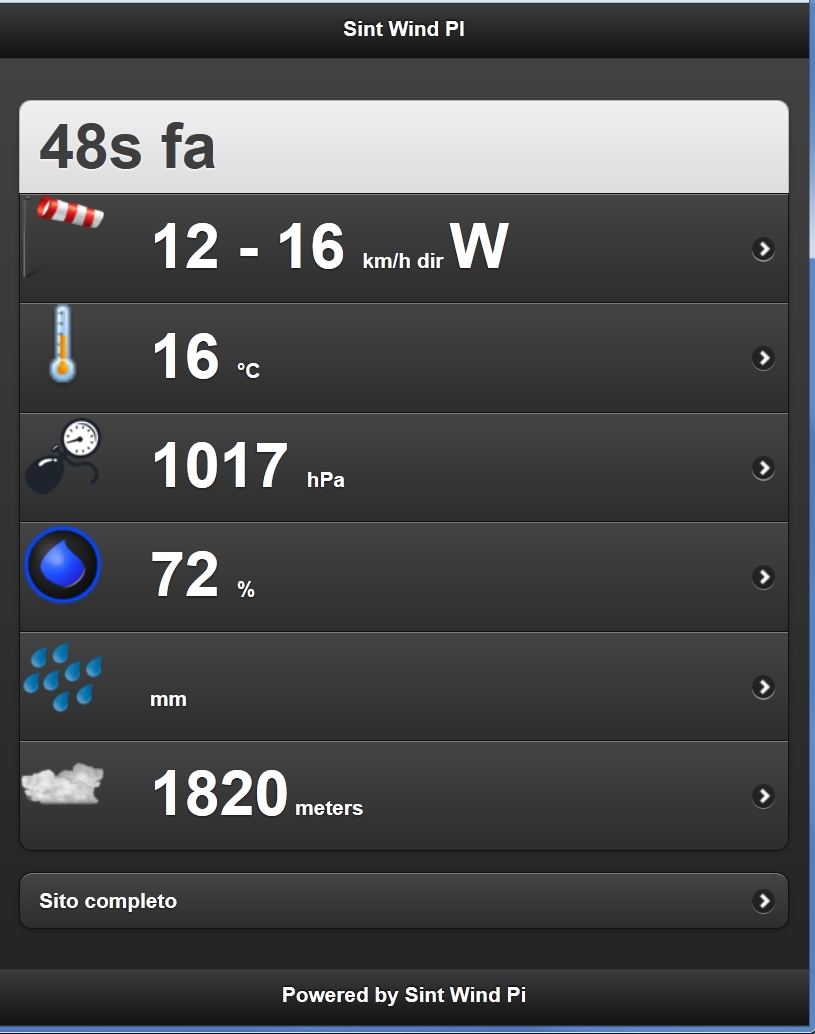 Sint Wind PI
48s fa
12 - 16 km/h dir W
16 °C
1017 hPa
72 %
mm
1820 meters
Sito completo
Powered by Sint Wind Pi